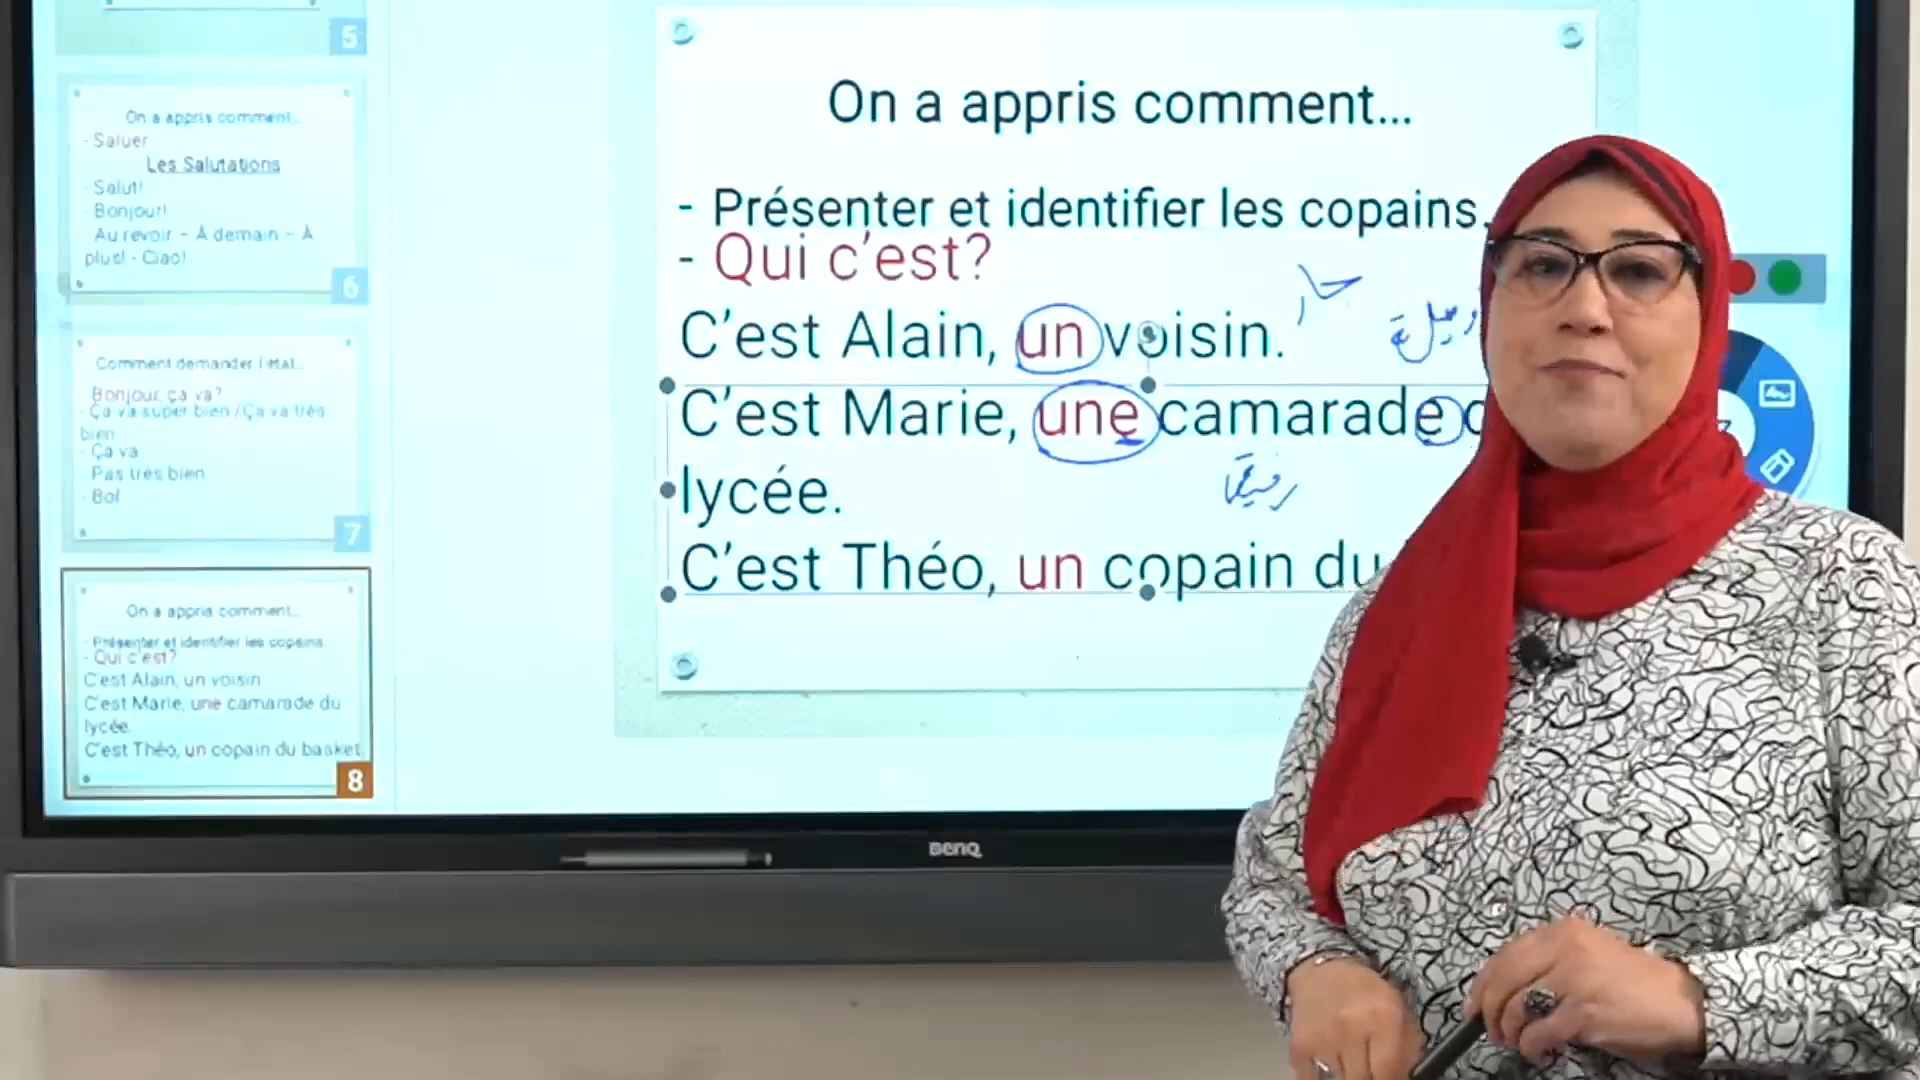 5
On a appris comment...
- Saluer
Les Salutations
- Salut!
- Bonjour!
Au revoir – À demain – À
plus! - Ciao!
6
Comment demander l'état...
Bonjour, ça va?
- Ça va super bien /Ça va très
bien
- Ça va
Pas très bien
- Bof
7
On a appris comment...
- Présenter et identifier les copains.
- Qui c'est?
C'est Alain, un voisin
C'est Marie, une camarade du
lycée.
C'est Théo, un copain du basket
8
On a appris comment...
- Présenter et identifier les copains.
- Qui c'est?
C'est Alain, un voisin.
جار
C'est Marie, une camarade
lycée.
C'est Théo, un copain du
BenQ